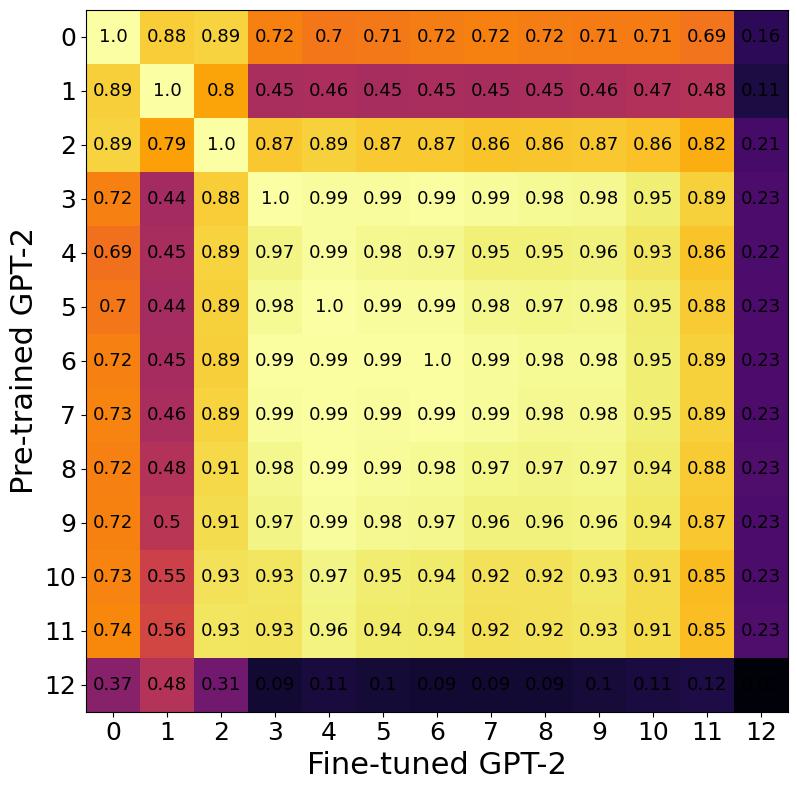 Pre-trained GPT-2
0 1.0 0.88 0.89 0.72 0.7 0.71 0.72 0.72 0.72 0.71 0.71 0.69 0.16
1 0.89 1.0 0.8 0.45 0.46 0.45 0.45 0.45 0.45 0.46 0.47 0.48 0.11
2 0.89 0.79 1.0 0.87 0.89 0.87 0.87 0.86 0.86 0.87 0.86 0.82 0.21
3 0.72 0.44 0.88 1.0 0.99 0.99 0.99 0.99 0.98 0.98 0.95 0.89 0.23
4 0.69 0.45 0.89 0.97 0.99 0.98 0.97 0.95 0.95 0.96 0.93 0.86 0.22
5 0.7 0.44 0.89 0.98 1.0 0.99 0.99 0.98 0.97 0.98 0.95 0.88 0.23
6 0.72 0.45 0.89 0.99 0.99 0.99 1.0 0.99 0.98 0.98 0.95 0.89 0.23
7 0.73 0.46 0.89 0.99 0.99 0.99 0.99 0.99 0.98 0.98 0.95 0.89 0.23
8 0.72 0.48 0.91 0.98 0.99 0.99 0.98 0.97 0.97 0.97 0.94 0.88 0.23
9 0.72 0.5 0.91 0.97 0.99 0.98 0.97 0.96 0.96 0.96 0.94 0.87 0.23
10 0.73 0.55 0.93 0.93 0.97 0.95 0.94 0.92 0.92 0.93 0.91 0.85 0.23
11 0.74 0.56 0.93 0.93 0.96 0.94 0.94 0.92 0.92 0.93 0.91 0.85 0.23
12 0.37 0.48 0.31 0.09 0.11 0.1 0.09 0.09 0.09 0.1 0.11 0.12
0 1 2 3 4 5 6 7 8 9 10 11 12
Fine-tuned GPT-2